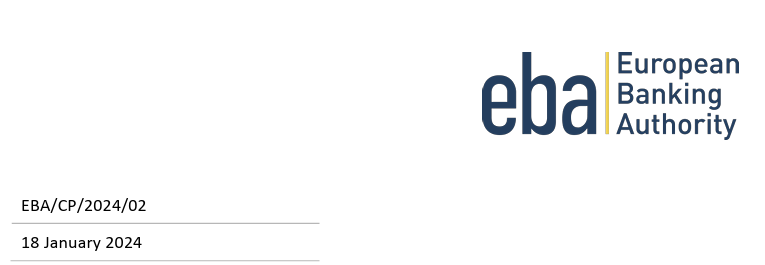 eba
European
Banking
Authority
EBA/CP/2024/02
18 January 2024